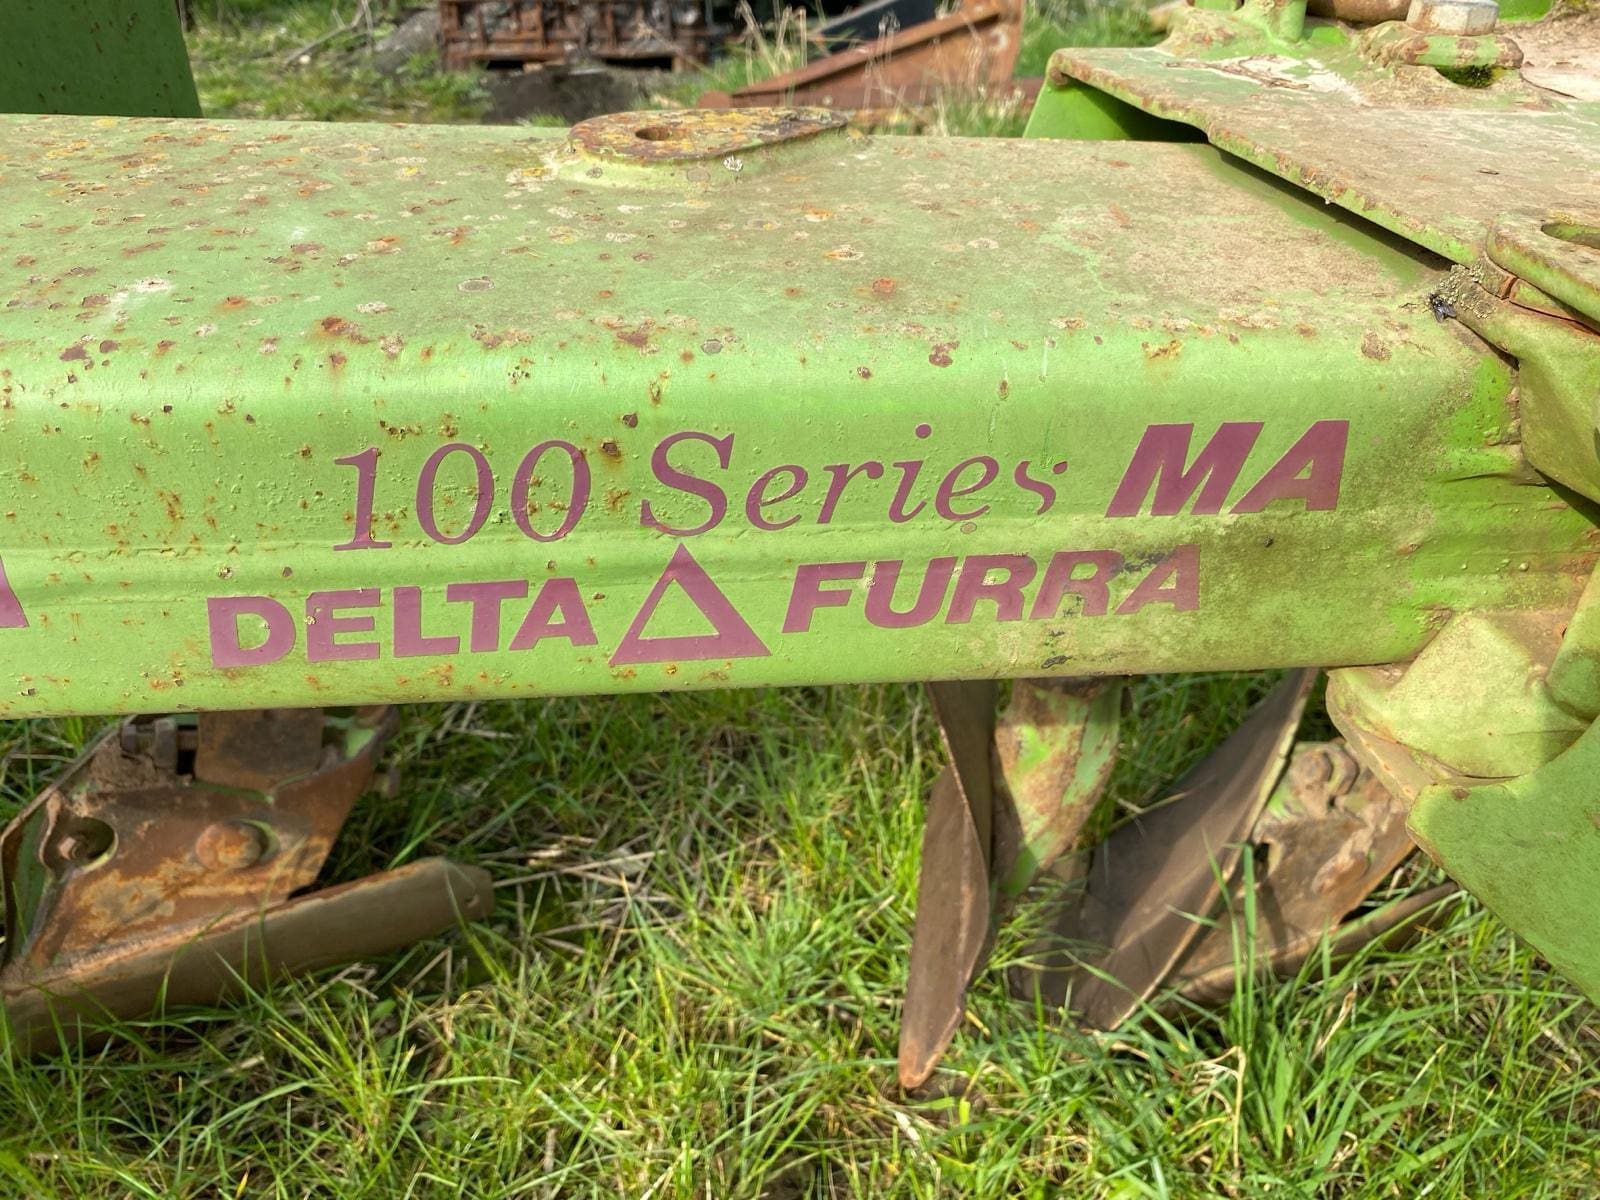 100 Series MA
DELTA FURRA